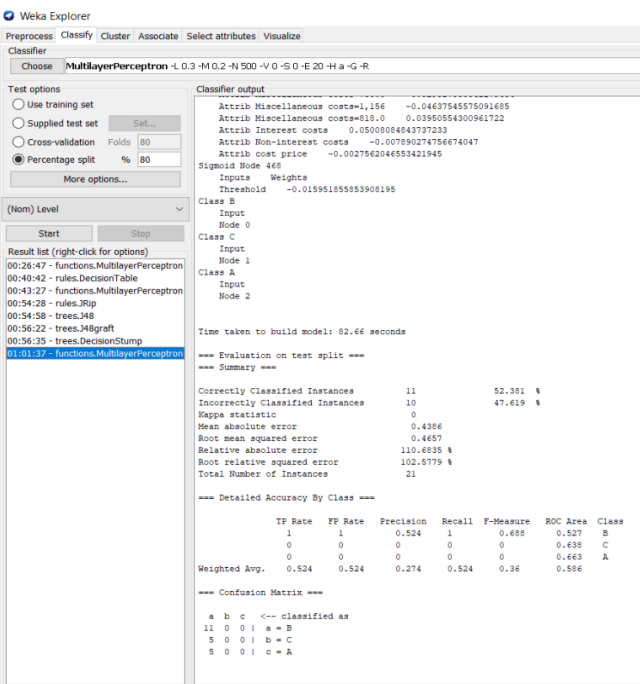 Weka Explorer
Preprocess Classify Cluster Associate Select attributes Visualize
Classifier
Choose MultilayerPerceptron -L 0.3 -M 0.2 -N 500 -V 0 -S 0 -E 20 -H a -G -R
Test options
Use training set
Supplied test set Set...
Cross-validation Folds 80
Percentage split % 80
More options...
(Nom) Level
Start Stop
Result list (right-click for options)
00:26:47 - functions.MultilayerPerceptron
00:40:42 - rules.DecisionTable
00:43:27 - functions.MultilayerPerceptron
00:54:28 - rules.JRip
00:54:58 - trees.J48
00:56:22 - trees.J48graft
00:56:35 - trees.DecisionStump
01:01:37 - functions.MultilayerPerceptron
Classifier output
Attrib Miscellaneous costs=1,156 -0.04637545575091685
Attrib Miscellaneous costs=818.0 0.03950554300961722
Attrib Interest costs 0.05008084843737233
Attrib Non-interest costs -0.007890274756674047
Attrib cost price -0.0027562046553421945
Sigmoid Node 468
Inputs Weights
Threshold -0.015951855853908195
Class B
Input
Node 0
Class C
Input
Node 1
Class A
Input
Node 2
Time taken to build model: 82.66 seconds
=== Evaluation on test split ===
=== Summary ===
Correctly Classified Instances 11 52.381 %
Incorrectly Classified Instances 10 47.619 %
Kappa statistic 0
Mean absolute error 0.4386
Root mean squared error 0.4657
Relative absolute error 110.6835 %
Root relative squared error 102.5779 %
Total Number of Instances 21
=== Detailed Accuracy By Class ===
TP Rate FP Rate Precision Recall F-Measure ROC Area Class
1 1 0.524 1 0.688 0.527 B
0 0 0 0 0 0.638 C
0 0 0 0 0 0.663 A
Weighted Avg. 0.524 0.524 0.274 0.524 0.36 0.586
=== Confusion Matrix ===
a b c <-- classified as
11 0 0 | a = B
5 0 0 | b = C
5 0 0 | c = A